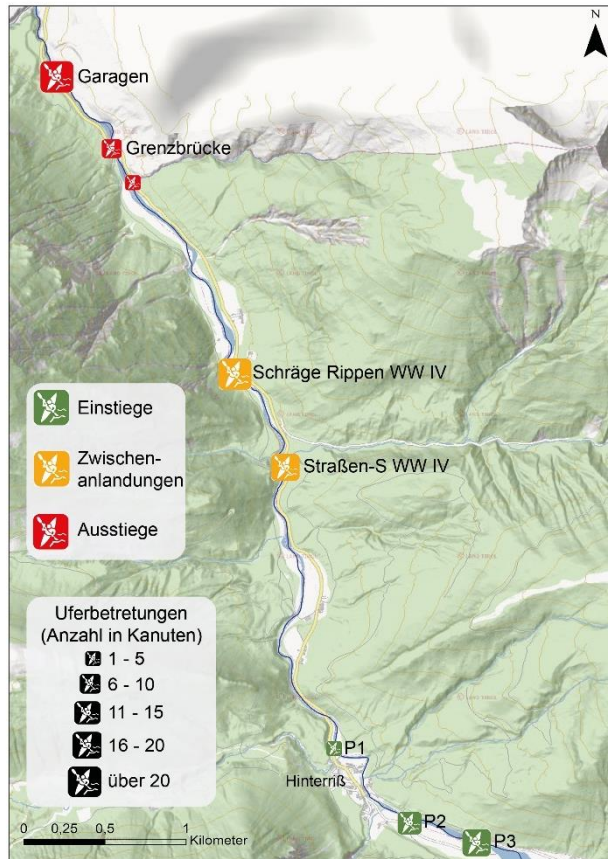 N
Garagen
Grenzbrücke
Schräge Rippen WW IV
Einstiege
Zwischen-
anlandungen
Straßen-S WW IV
Ausstiege
Uferbetretungen
(Anzahl in Kanuten)
1 - 5
6 - 10
11 - 15
16 - 20
über 20
P1
Hinterriß
P2
P3
0 0,25 0,5 1
Kilometer